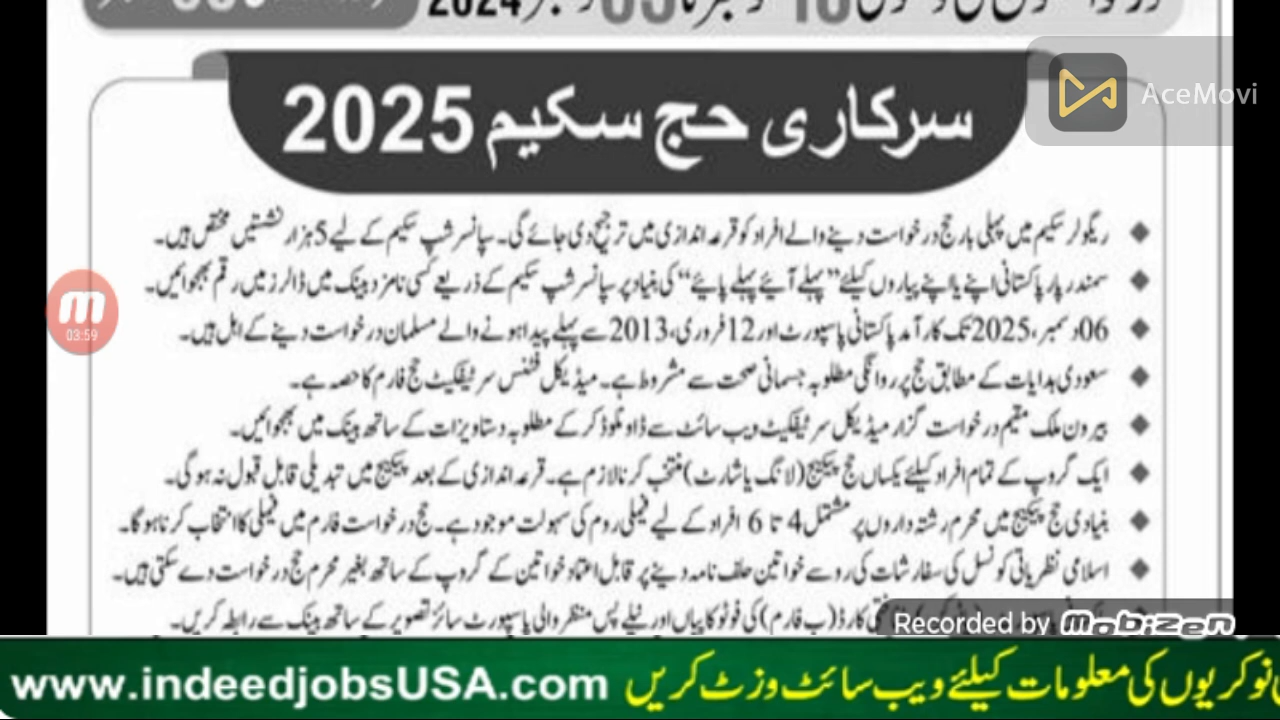 2024
سرکاری حج سکیم 2025
AceMovi
ریگولر سکیم میں پہلی بار حج درخواست دینے والے افراد کو قرعہ اندازی میں ترجیح دی جائے گی۔ سپانسر شپ سکیم کے لیے 5 ہزار نشستیں مختص ہیں۔
سمندر پار پاکستانی اپنے یا اپنے پیاروں کیلئے ”پہلے آئیے پہلے پایئے“ کی بنیاد پر سپانسر شپ سکیم کے ذریعے کسی نامزد بینک میں ڈالرز میں رقم بھجوائیں۔
06 دسمبر، 2025 تک کارآمد پاکستانی پاسپورٹ اور 12 فروری، 2013 سے پہلے پیدا ہونے والے مسلمان درخواست دینے کے اہل ہیں۔
03:59
سعودی ہدایات کے مطابق حج پر روانگی مطلوبہ جسمانی صحت سے مشروط ہے۔ میڈیکل فٹنس سرٹیفکیٹ حج فارم کا حصہ ہے۔
بیرون ملک مقیم درخواست گزار میڈیکل سرٹیفکیٹ ویب سائٹ سے ڈاؤنلوڈ کر کے مطلوبہ دستاویزات کے ساتھ بینک میں بھجوائیں۔
ایک گروپ کے تمام افراد کیلئے یکساں حج پیکیج (لانگ یا شارٹ) منتخب کرنا لازم ہے۔ قرعہ اندازی کے بعد پیکیج میں تبدیلی قابل قبول نہ ہو گی۔
بنیادی حج پیکیج میں محرم رشتہ داروں پر مشتمل 4 تا 6 افراد کے لیے فیملی روم کی سہولت موجود ہے۔ حج درخواست فارم میں فیملی کا انتخاب کرنا ہوگا۔
اسلامی نظریاتی کونسل کی سفارشات کی رو سے خواتین حلف نامہ دینے پر قابل اعتماد خواتین کے گروپ کے ساتھ بغیر محرم حج درخواست دے سکتی ہیں۔
کارڈ (ب فارم) کی فوٹو کاپیاں اور نیلے پس منظر والی پاسپورٹ سائز تصویر کے ساتھ بینک سے رابطہ کریں۔
Recorded by Mobizen
نوکریوں کی معلومات کیلئے ویب سائٹ وزٹ کریں www.indeedjobsUSA.com